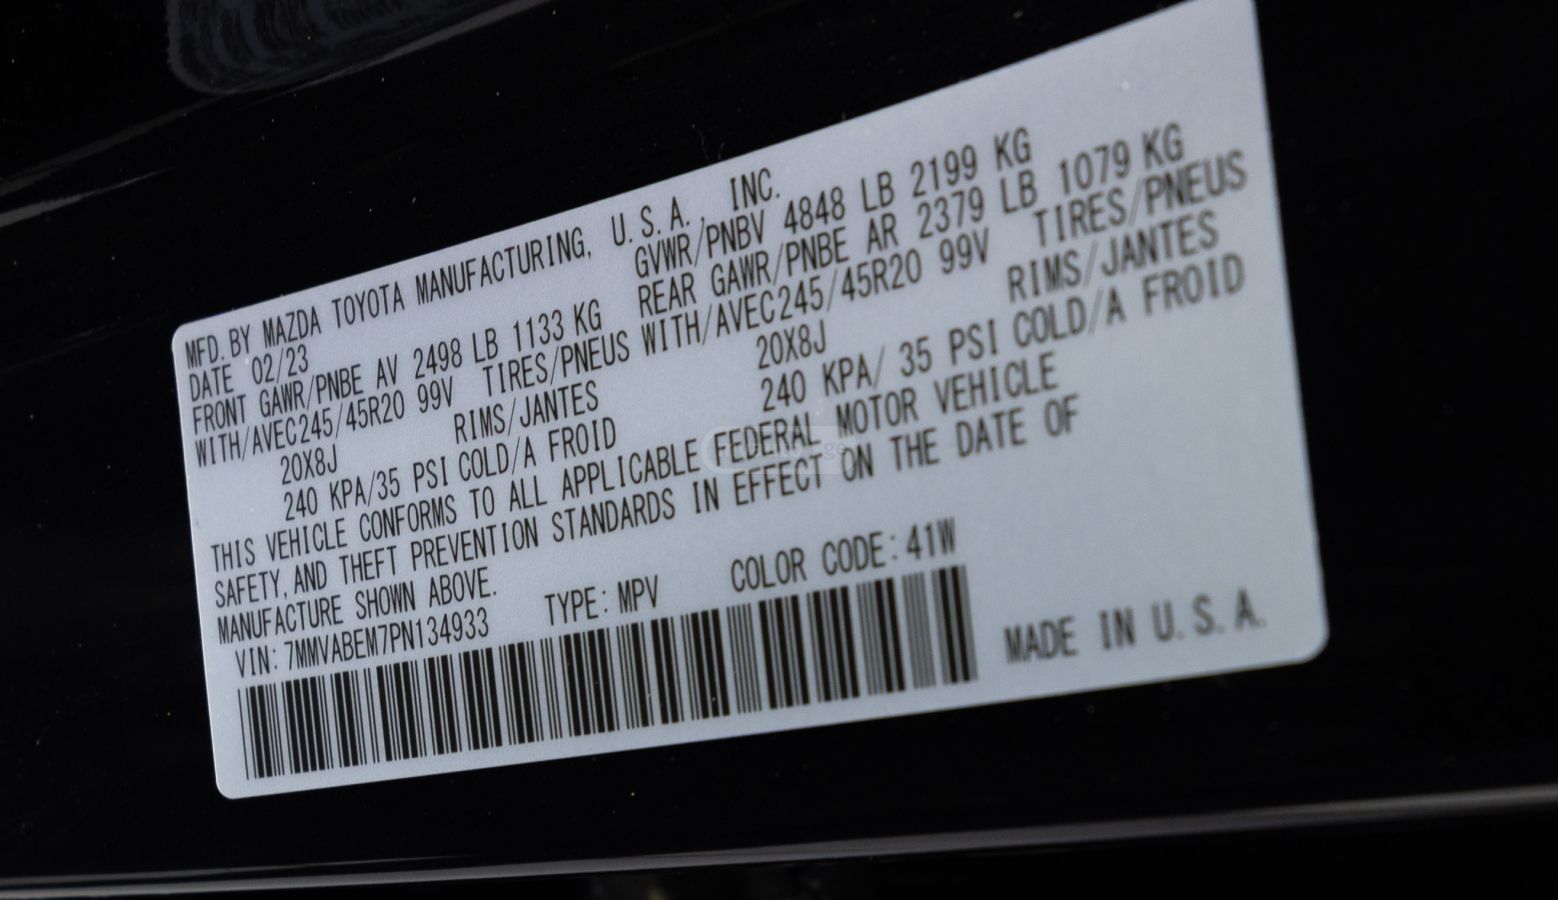 MFD. BY MAZDA TOYOTA MANUFACTURING, U.S.A., INC.
DATE 02/23 GVWR/PNBV 4848 LB 2199 KG
FRONT GAWR/PNBE AV 2498 LB 1133 KG REAR GAWR/PNBE AR 2379 LB 1079 KG
WITH/AVEC245/45R20 99V TIRES/PNEUS WITH/AVEC245/45R20 99V TIRES/PNEUS
20X8J RIMS/JANTES 20X8J RIMS/JANTES
240 KPA/35 PSI COLD/A FROID 240 KPA/ 35 PSI COLD/A FROID
THIS VEHICLE CONFORMS TO ALL APPLICABLE FEDERAL MOTOR VEHICLE
SAFETY, AND THEFT PREVENTION STANDARDS IN EFFECT ON THE DATE OF
MANUFACTURE SHOWN ABOVE.
VIN: 7MMVABEM7PN134933 TYPE: MPV COLOR CODE: 41W
MADE IN U.S.A.